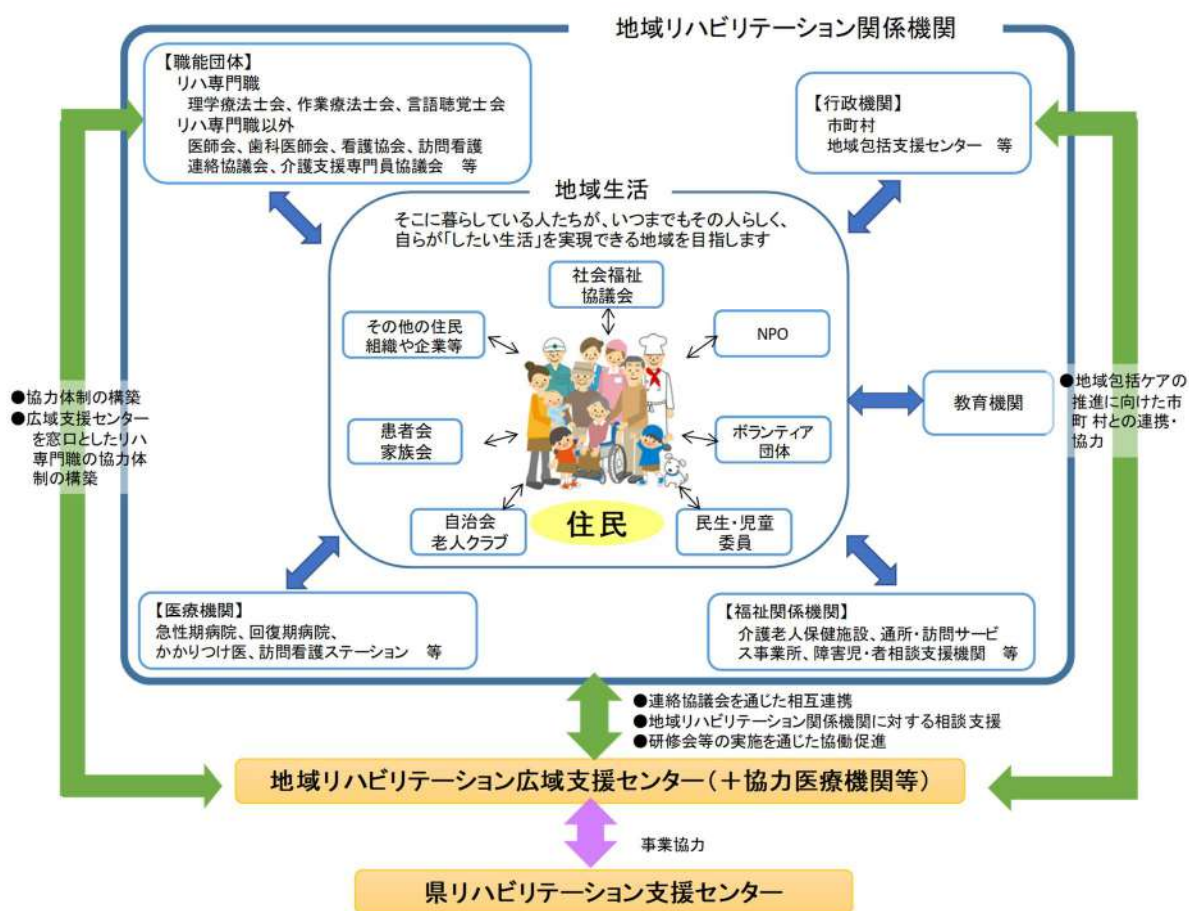 地域リハビリテーション関係機関
【職能団体】
リハ専門職
理学療法士会、作業療法士会、言語聴覚士会
リハ専門職以外
医師会、歯科医師会、看護協会、訪問看護
連絡協議会、介護支援専門員協議会 等
【行政機関】
市町村
地域包括支援センター 等
地域生活
そこに暮らしている人たちが、いつまでもその人らしく、
自らが「したい生活」を実現できる地域を目指します
社会福祉
協議会
その他の住民
組織や企業等
NPO
患者会
家族会
ボランティア
団体
自治会
老人クラブ
住民
民生・児童
委員
教育機関
●協力体制の構築
●広域支援センター
を窓口としたリハ
専門職の協力体
制の構築
●地域包括ケアの
推進に向けた市
町村との連携・
協力
【医療機関】
急性期病院、回復期病院、
かかりつけ医、訪問看護ステーション 等
【福祉関係機関】
介護老人保健施設、通所・訪問サービ
ス事業所、障害児・者相談支援機関 等
●連絡協議会を通じた相互連携
●地域リハビリテーション関係機関に対する相談支援
●研修会等の実施を通じた協働促進
地域リハビリテーション広域支援センター(+協力医療機関等)
事業協力
県リハビリテーション支援センター